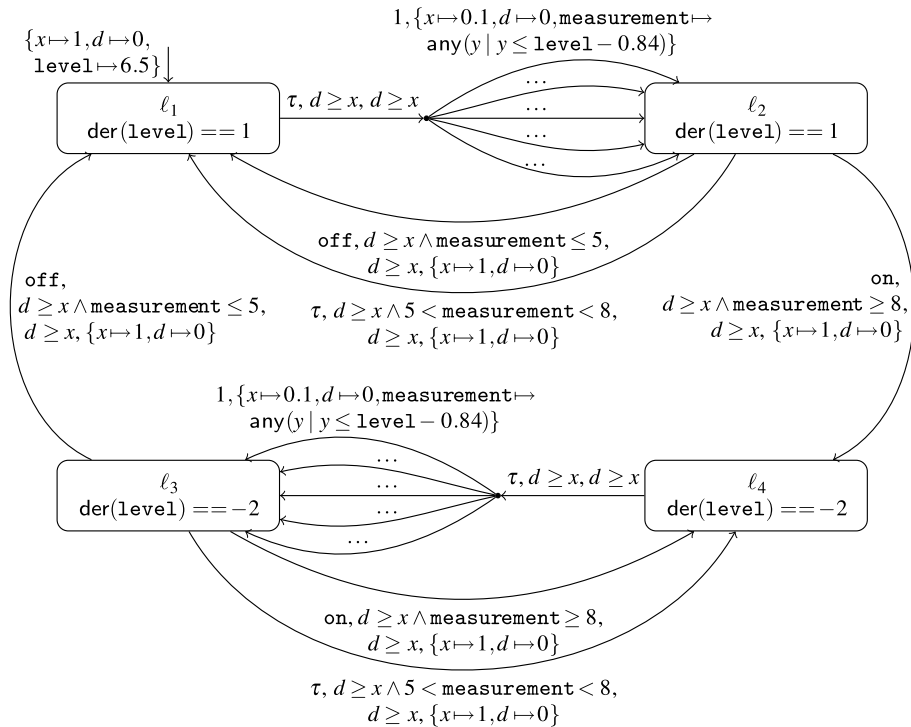 1,{x↦0.1,d↦0,measurement↦
any(y | y ≤ level − 0.84)}
{x↦1,d↦0,
level↦6.5}
ℓ1
der(level) == 1
τ, d ≥ x, d ≥ x
...
...
...
...
ℓ2
der(level) == 1
off, d ≥ x ∧ measurement ≤ 5,
d ≥ x, {x↦1,d↦0}
τ, d ≥ x ∧ 5 < measurement < 8,
d ≥ x, {x↦1,d↦0}
off,
d ≥ x ∧ measurement ≤ 5,
d ≥ x, {x↦1,d↦0}
on,
d ≥ x ∧ measurement ≥ 8,
d ≥ x, {x↦1,d↦0}
1,{x↦0.1,d↦0,measurement↦
any(y | y ≤ level − 0.84)}
ℓ3
der(level) == −2
...
...
...
...
τ, d ≥ x, d ≥ x
ℓ4
der(level) == −2
on, d ≥ x ∧ measurement ≥ 8,
d ≥ x, {x↦1,d↦0}
τ, d ≥ x ∧ 5 < measurement < 8,
d ≥ x, {x↦1,d↦0}